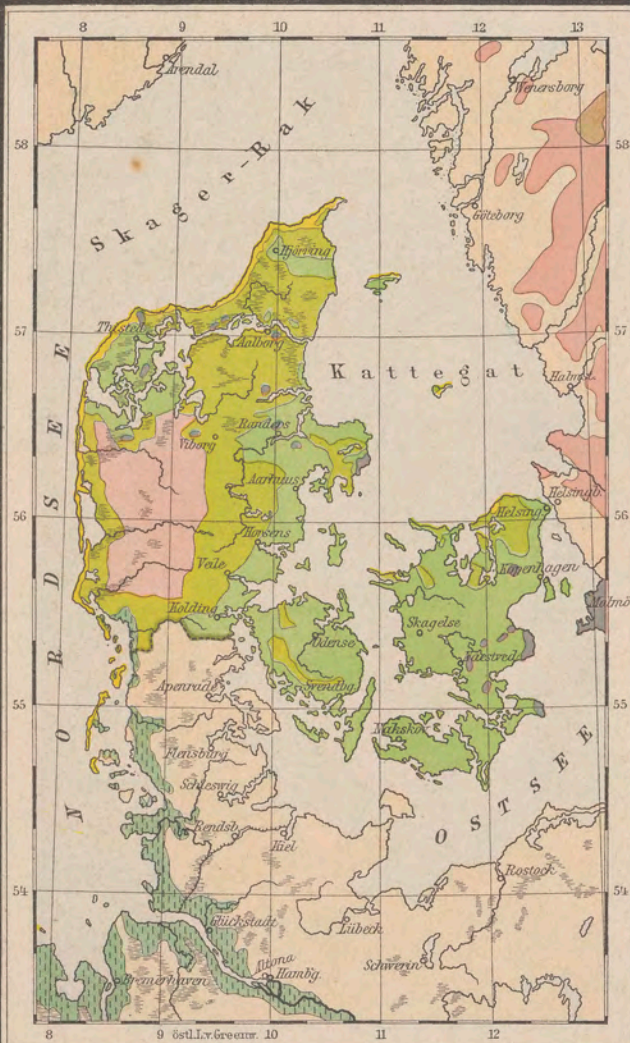 8 9 10 11 12 13
Arendal
Wenersborg
58 58
Skager-Rak
Göteborg
Hjörring
57 57
Thisted
Aalborg
Kattegat
Halmst.
Randers
Viborg
Aarhuus
Helsingb.
56 56
Helsing.
Horsens
Veile
Kopenhagen
Malmö
Kolding
Odense
Skagelse
Närstved
Svendbg
Apenrade
55 55
Nakskov
NORDSEE
Flensburg
Schleswig
OSTSEE
Rendsb.
Kiel
Rostock
54 54
Glückstadt
Lübeck
Schwerin
Altona
Hambg.
Bremerhaven
8 9 östl.L.v.Greenw. 10 11 12